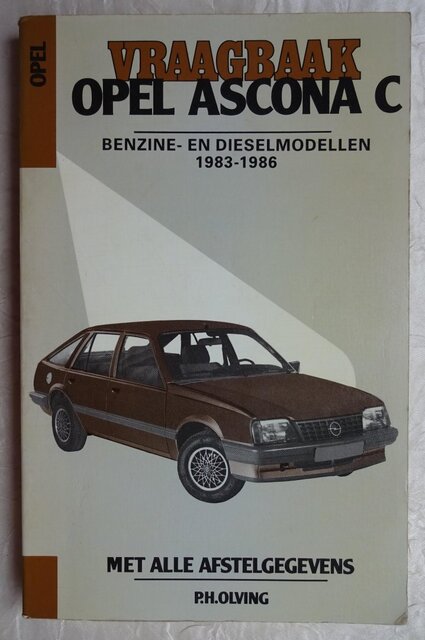 OPEL
VRAAGBAAK
OPEL ASCONA C
BENZINE- EN DIESELMODELLEN
1983-1986
MET ALLE AFSTELGEGEVENS
P.H.OLVING